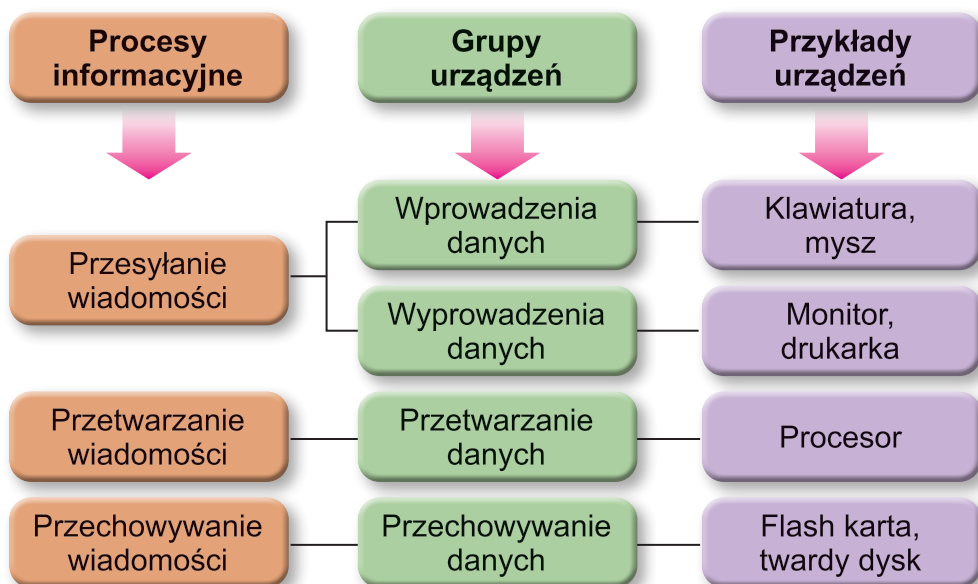 Procesy
informacyjne
Grupy
urządzeń
Przykłady
urządzeń
Przesyłanie
wiadomości
Wprowadzenia
danych
Klawiatura,
mysz
Wyprowadzenia
danych
Monitor,
drukarka
Przetwarzanie
wiadomości
Przetwarzanie
danych
Procesor
Przechowywanie
wiadomości
Przechowywanie
danych
Flash karta,
twardy dysk